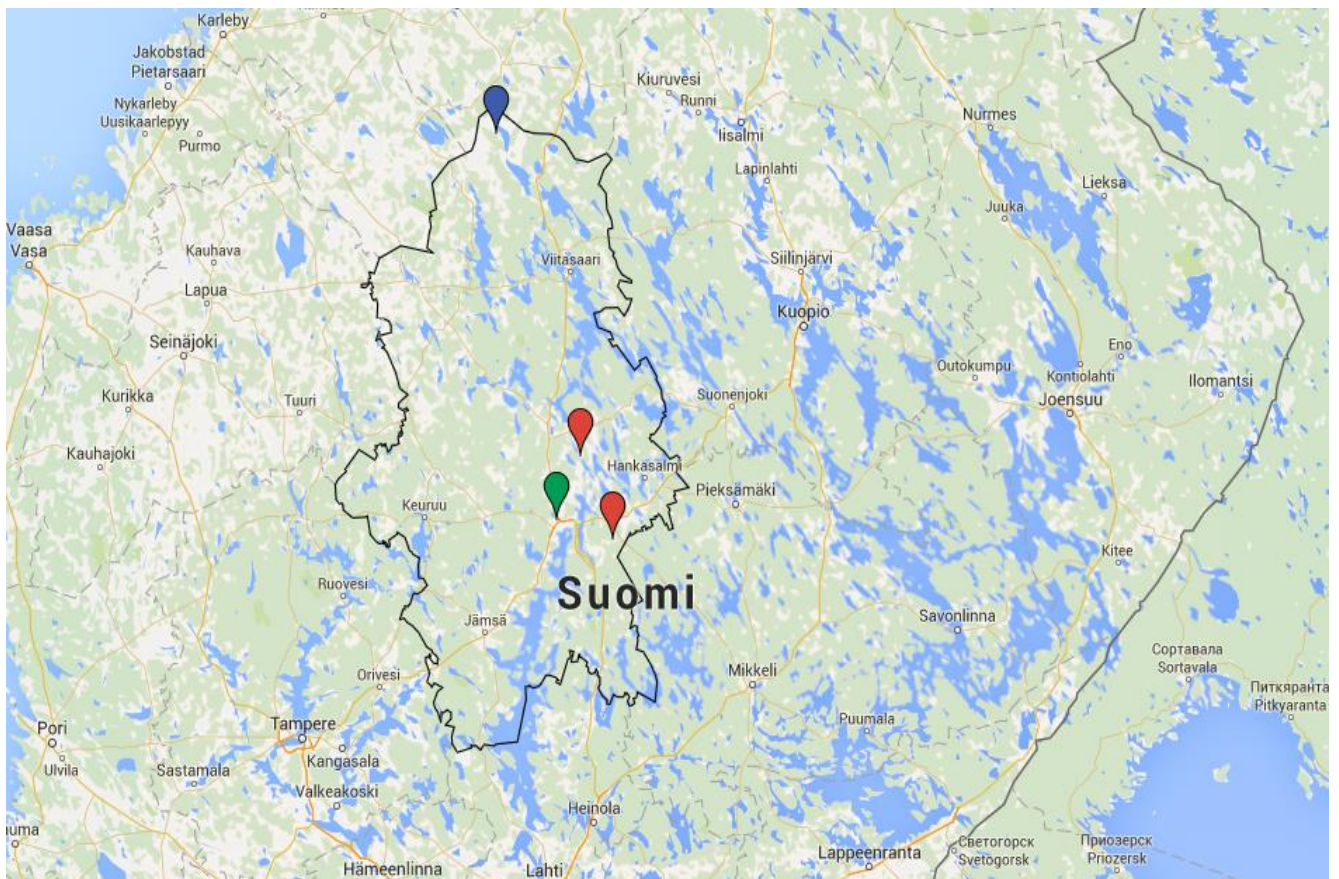 Karleby
Jakobstad
Pietarsaari
Kiuruvesi
Runni
Nykarleby
Uusikaarlepyy
Iisalmi
Nurmes
Purmo
Lapinlahti
Lieksa
Juuka
Vaasa
Vasa
Kauhava
Viitasaari
Siilinjärvi
Lapua
Kuopio
Seinäjoki
Eno
Outokumpu
Kontiolahti
Ilomantsi
Kurikka
Tuuri
Suonenjoki
Joensuu
Kauhajoki
Hankasalmi
Keuruu
Pieksämäki
Kitee
Ruovesi
Suomi
Jämsä
Savonlinna
Сортавала
Sortavala
Orivesi
Mikkeli
Питкяранта
Pitkyaranta
Pori
Tampere
Puumala
Ulvila
Kangasala
Sastamala
Valkeakoski
Heinola
auma
Светогорск
Svetogorsk
Приозерск
Priozersk
Hämeenlinna
Lahti
Lappeenranta